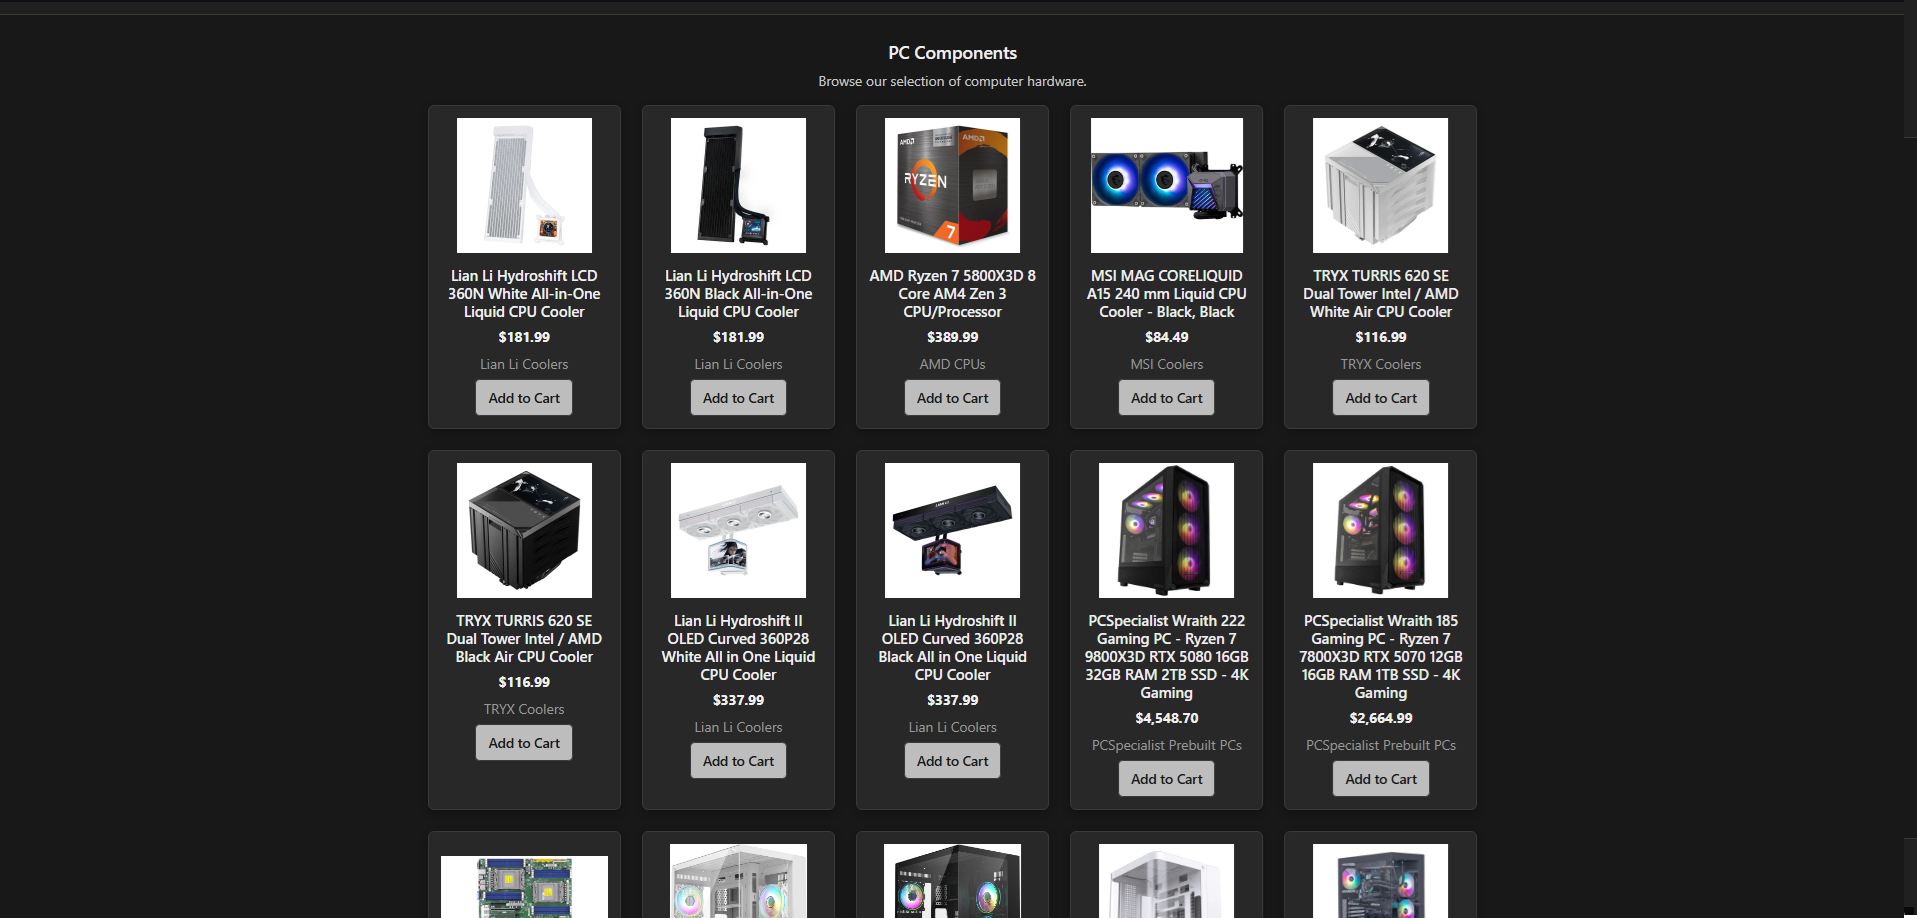 PC Components
Browse our selection of computer hardware.
AMD
AMD
RYZEN
7
Lian Li Hydroshift LCD
360N White All-in-One
Liquid CPU Cooler
$181.99
Lian Li Coolers
Add to Cart
Lian Li Hydroshift LCD
360N Black All-in-One
Liquid CPU Cooler
$181.99
Lian Li Coolers
Add to Cart
AMD Ryzen 7 5800X3D 8
Core AM4 Zen 3
CPU/Processor
$389.99
AMD CPUs
Add to Cart
MSI MAG CORELIQUID
A15 240 mm Liquid CPU
Cooler - Black, Black
$84.49
MSI Coolers
Add to Cart
TRYX TURRIS 620 SE
Dual Tower Intel / AMD
White Air CPU Cooler
$116.99
TRYX Coolers
Add to Cart
TRYX TURRIS 620 SE
Dual Tower Intel / AMD
Black Air CPU Cooler
$116.99
TRYX Coolers
Add to Cart
Lian Li Hydroshift II
OLED Curved 360P28
White All in One Liquid
CPU Cooler
$337.99
Lian Li Coolers
Add to Cart
Lian Li Hydroshift II
OLED Curved 360P28
Black All in One Liquid
CPU Cooler
$337.99
Lian Li Coolers
Add to Cart
PCSpecialist Wraith 222
Gaming PC - Ryzen 7
9800X3D RTX 5080 16GB
32GB RAM 2TB SSD - 4K
Gaming
$4,548.70
PCSpecialist Prebuilt PCs
Add to Cart
PCSpecialist Wraith 185
Gaming PC - Ryzen 7
7800X3D RTX 5070 12GB
16GB RAM 1TB SSD - 4K
Gaming
$2,664.99
PCSpecialist Prebuilt PCs
Add to Cart